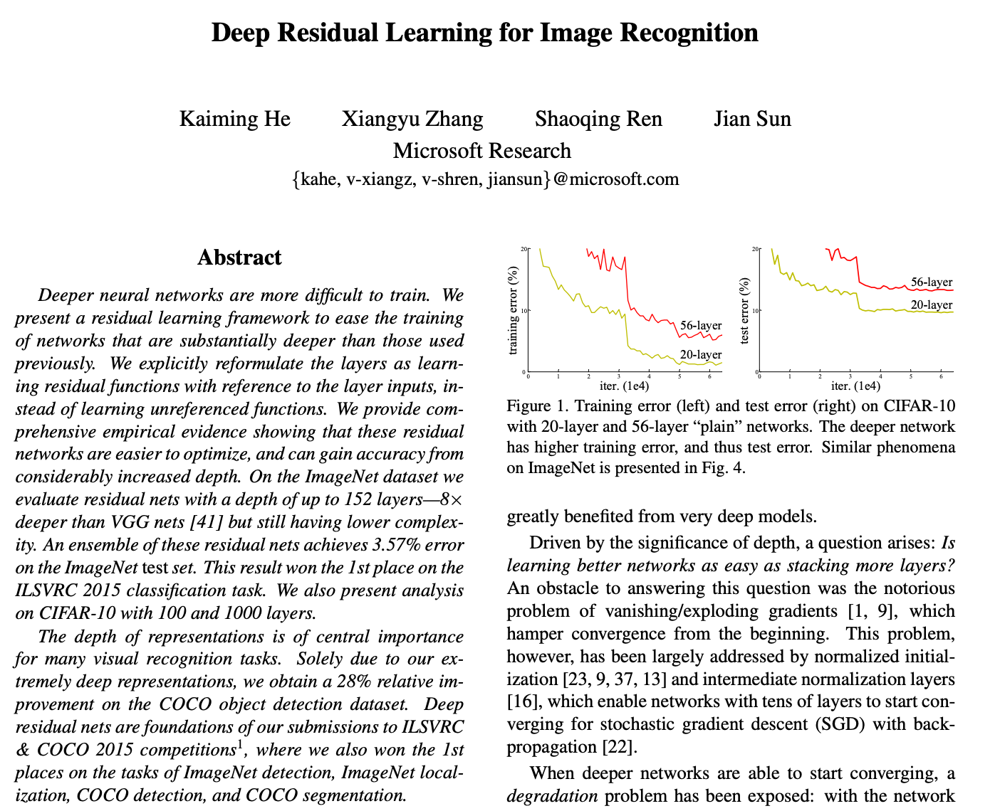 Deep Residual Learning for Image Recognition
Kaiming He Xiangyu Zhang Shaoqing Ren Jian Sun
Microsoft Research
{kahe, v-xiangz, v-shren, jiansun}@microsoft.com
Abstract
Deeper neural networks are more difficult to train. We
present a residual learning framework to ease the training
of networks that are substantially deeper than those used
previously. We explicitly reformulate the layers as learn-
ing residual functions with reference to the layer inputs, in-
stead of learning unreferenced functions. We provide com-
prehensive empirical evidence showing that these residual
networks are easier to optimize, and can gain accuracy from
considerably increased depth. On the ImageNet dataset we
evaluate residual nets with a depth of up to 152 layers—8×
deeper than VGG nets [41] but still having lower complex-
ity. An ensemble of these residual nets achieves 3.57% error
on the ImageNet test set. This result won the 1st place on the
ILSVRC 2015 classification task. We also present analysis
on CIFAR-10 with 100 and 1000 layers.
The depth of representations is of central importance
for many visual recognition tasks. Solely due to our ex-
tremely deep representations, we obtain a 28% relative im-
provement on the COCO object detection dataset. Deep
residual nets are foundations of our submissions to ILSVRC
& COCO 2015 competitions¹, where we also won the 1st
places on the tasks of ImageNet detection, ImageNet local-
ization, COCO detection, and COCO segmentation.
20
10
0
0 1 2 3 4 5 6
training error (%)
iter. (1e4)
56-layer
20-layer
20
10
0
0 1 2 3 4 5 6
test error (%)
iter. (1e4)
56-layer
20-layer
Figure 1. Training error (left) and test error (right) on CIFAR-10
with 20-layer and 56-layer “plain” networks. The deeper network
has higher training error, and thus test error. Similar phenomena
on ImageNet is presented in Fig. 4.
greatly benefited from very deep models.
Driven by the significance of depth, a question arises: Is
learning better networks as easy as stacking more layers?
An obstacle to answering this question was the notorious
problem of vanishing/exploding gradients [1, 9], which
hamper convergence from the beginning. This problem,
however, has been largely addressed by normalized initial-
ization [23, 9, 37, 13] and intermediate normalization layers
[16], which enable networks with tens of layers to start con-
verging for stochastic gradient descent (SGD) with back-
propagation [22].
When deeper networks are able to start converging, a
degradation problem has been exposed: with the network